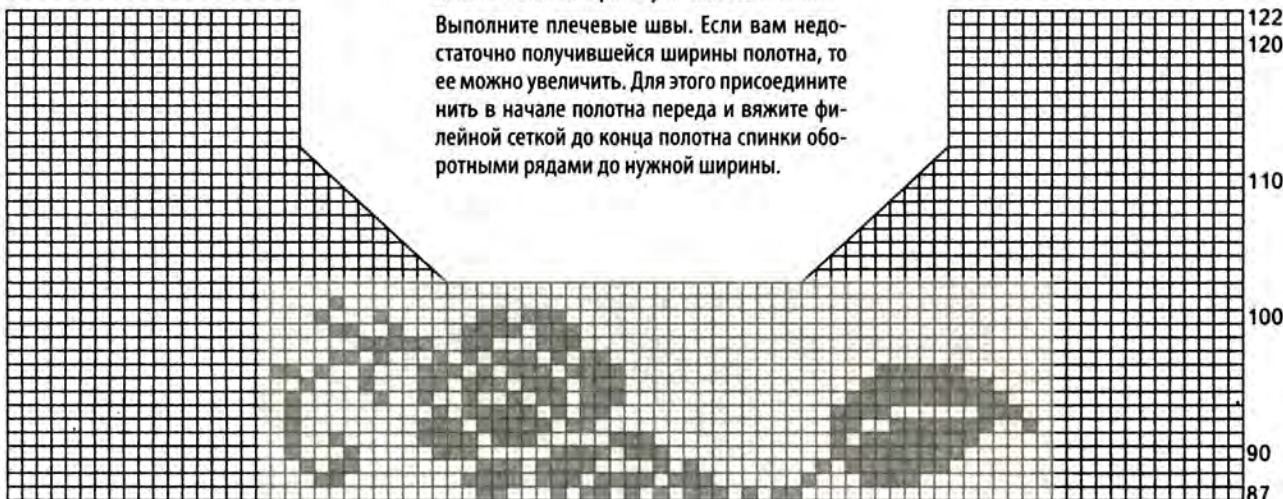 Выполните плечевые швы. Если вам недо-
статочно получившейся ширины полотна, то
ее можно увеличить. Для этого присоедините
нить в начале полотна переда и вяжите фи-
лейной сеткой до конца полотна спинки обо-
ротными рядами до нужной ширины.
122
120
110
100
90
87